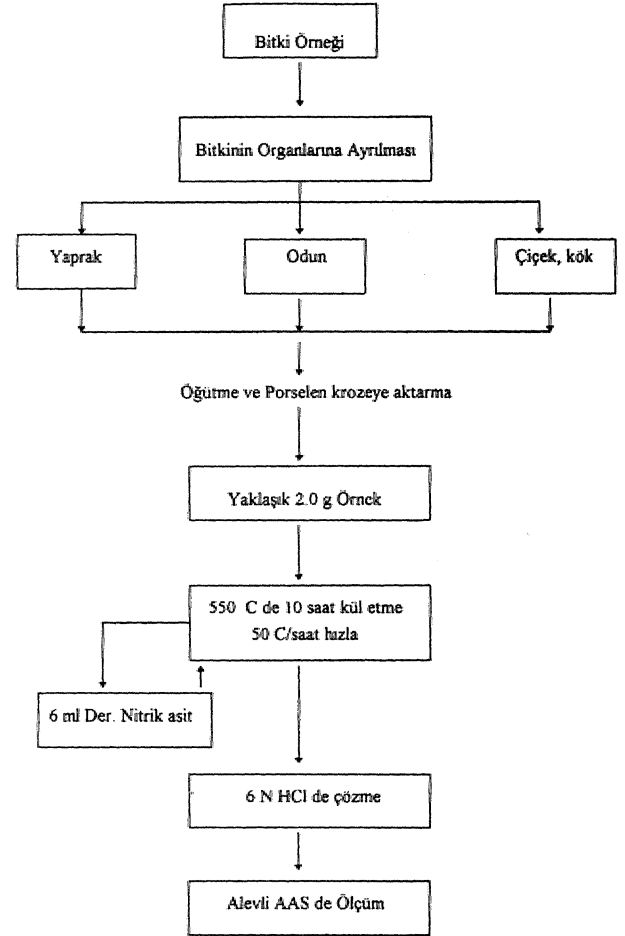 Bitki Örneği
Bitkinin Organlarına Ayrılması
Yaprak
Odun
Çiçek, kök
Öğütme ve Porselen krozeye aktarma
Yaklaşık 2.0 g Örnek
550 C de 10 saat kül etme
50 C/saat hızla
6 ml Der. Nitrik asit
6 N HCl de çözme
Alevli AAS de Ölçüm